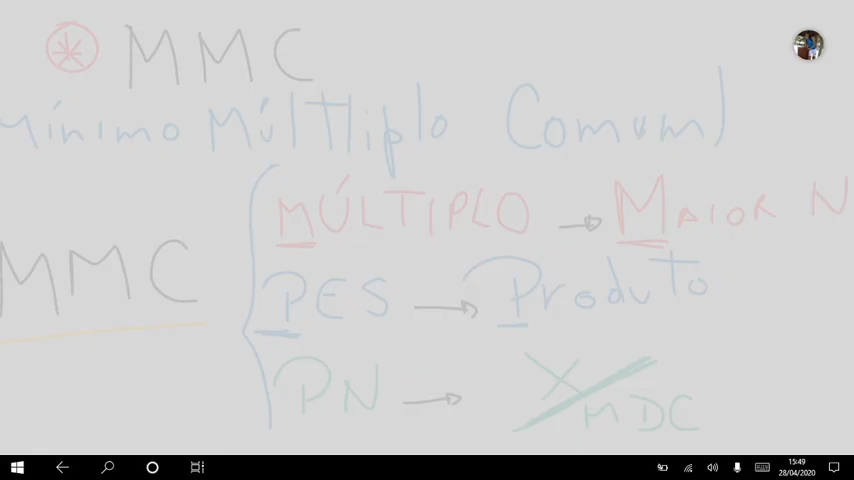 MMC
Mínimo Múltiplo Comum)
MMC
MÚLTIPLO → MAIOR N
PES → Produto
PN → X/MDC
15:49
28/04/2020